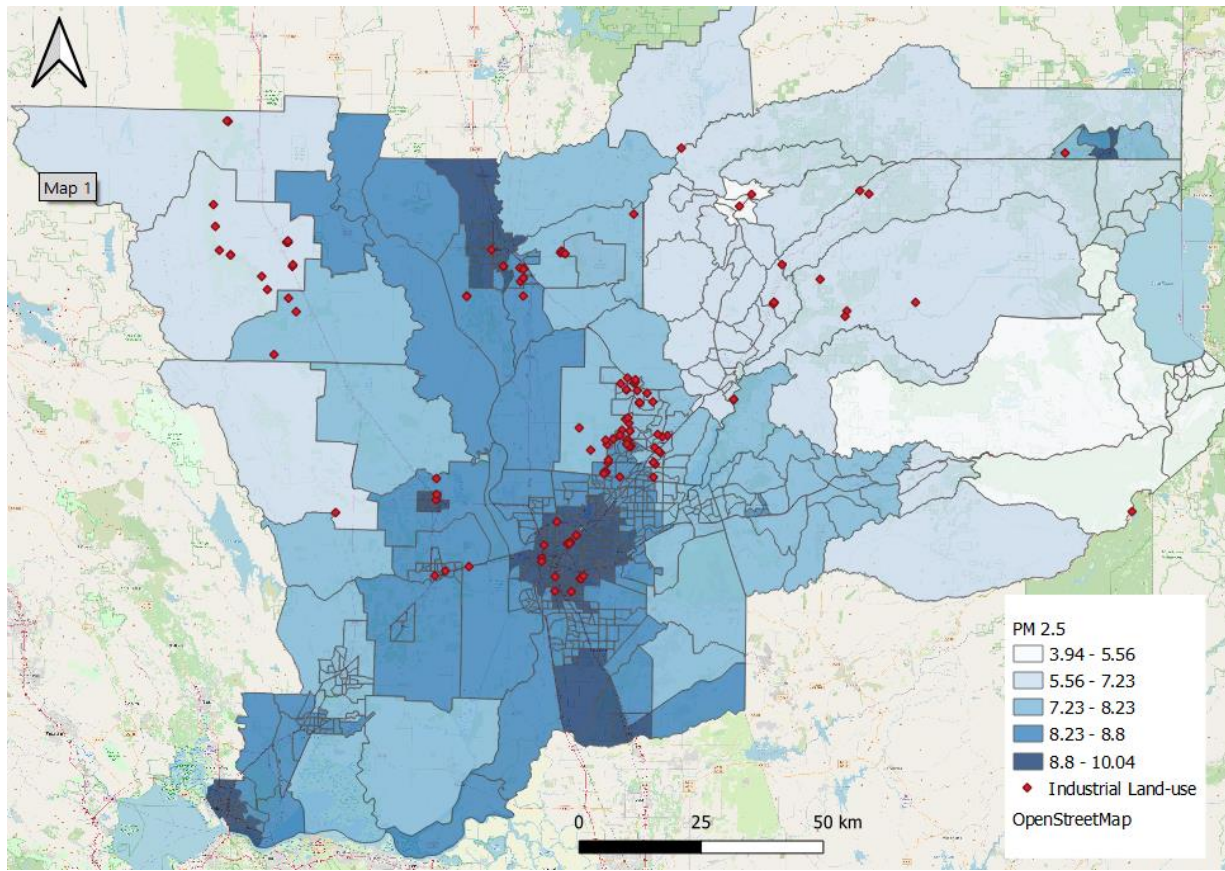 Map 1
PM 2.5
3.94 - 5.56
5.56 - 7.23
7.23 - 8.23
8.23 - 8.8
8.8 - 10.04
Industrial Land-use
OpenStreetMap
0 25 50 km